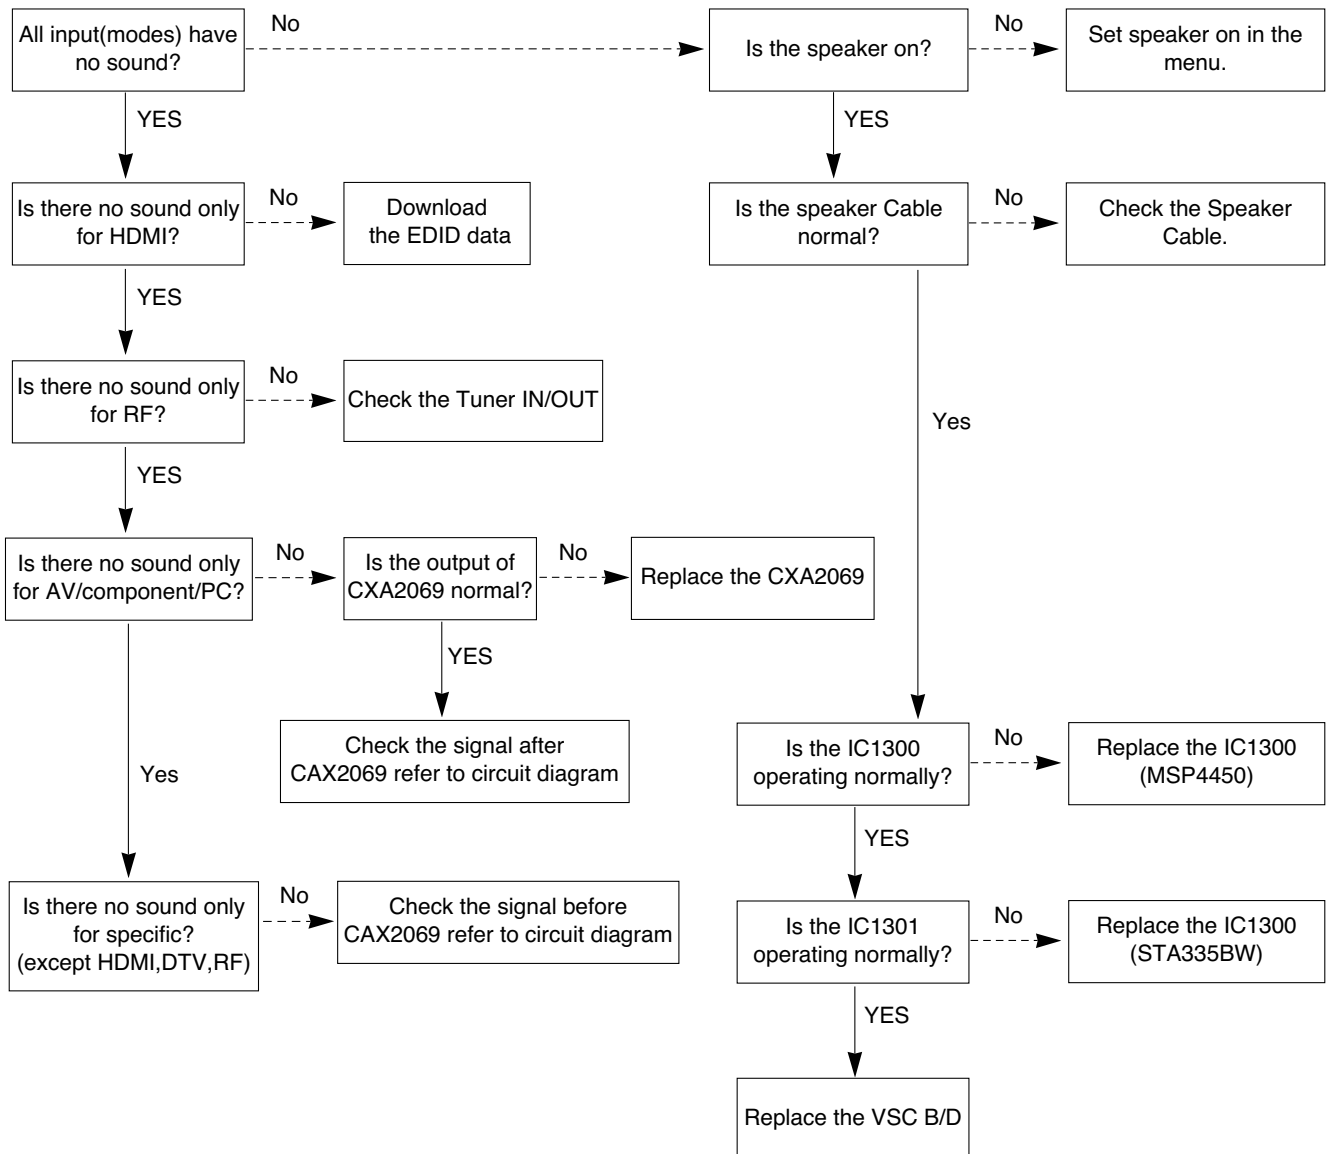 All input(modes) have
no sound?
No
Is the speaker on?
No
Set speaker on in the
menu.
YES
YES
Is there no sound only
for HDMI?
No
Download
the EDID data
Is the speaker Cable
normal?
No
Check the Speaker
Cable.
YES
Is there no sound only
for RF?
No
Check the Tuner IN/OUT
Yes
YES
Is there no sound only
for AV/component/PC?
No
Is the output of
CXA2069 normal?
No
Replace the CXA2069
YES
Check the signal after
CAX2069 refer to circuit diagram
Yes
Is the IC1300
operating normally?
No
Replace the IC1300
(MSP4450)
YES
Is there no sound only
for specific?
(except HDMI,DTV,RF)
No
Check the signal before
CAX2069 refer to circuit diagram
Is the IC1301
operating normally?
No
Replace the IC1300
(STA335BW)
YES
Replace the VSC B/D